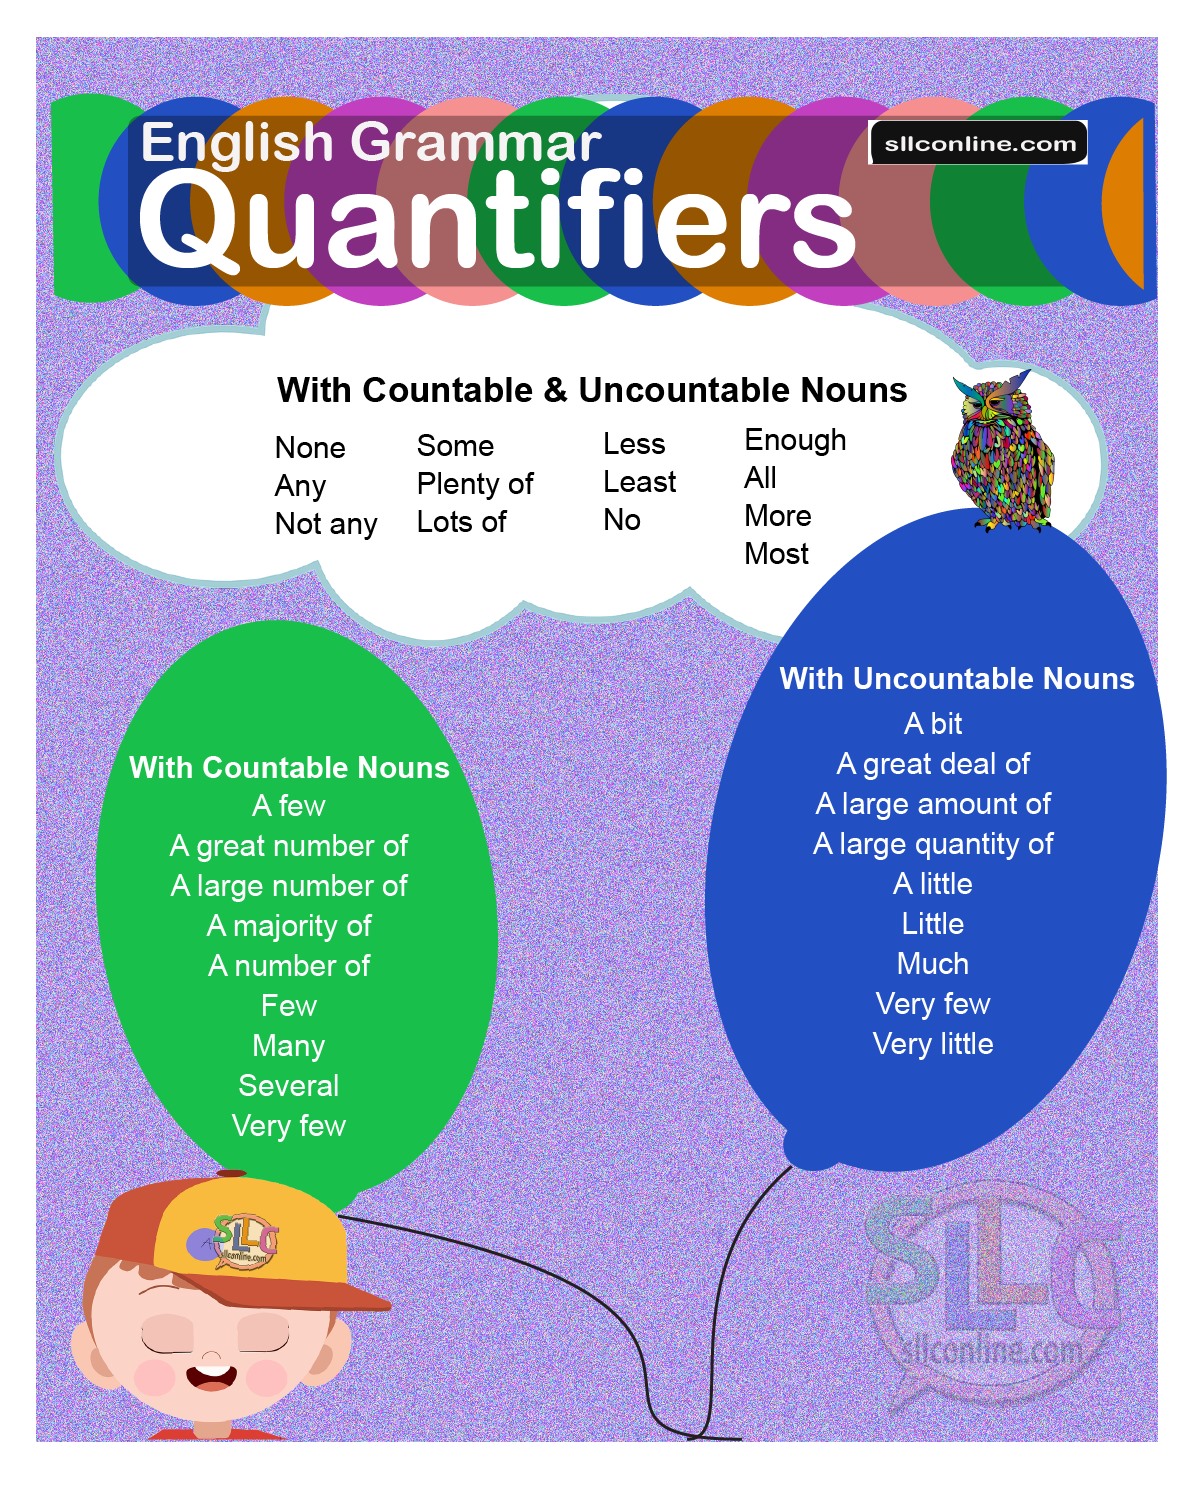 English Grammar
Quantifiers
sllconline.com
With Countable & Uncountable Nouns
None
Any
Not any
Some
Plenty of
Lots of
Less
Least
No
Enough
All
More
Most
With Uncountable Nouns
A bit
A great deal of
A large amount of
A large quantity of
A little
Little
Much
Very few
Very little
With Countable Nouns
A few
A great number of
A large number of
A majority of
A number of
Few
Many
Several
Very few
SLLC
sllconline.com
SLLC
sllconline.com